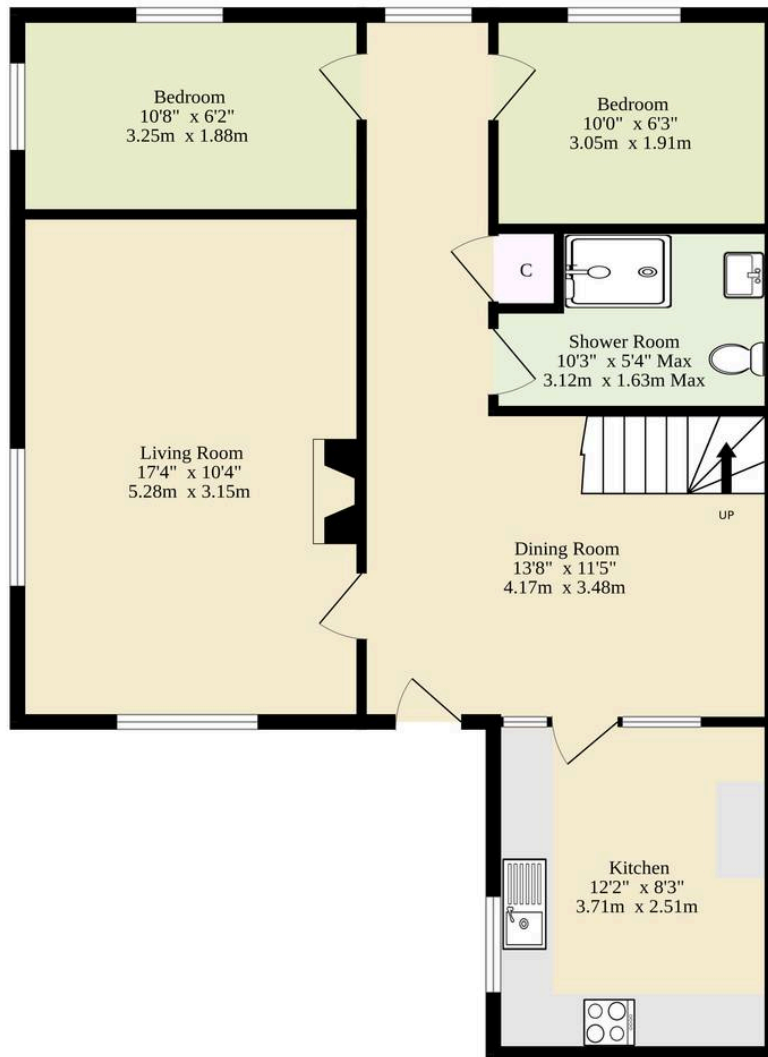 Bedroom
10'8" x 6'2"
3.25m x 1.88m
Bedroom
10'0" x 6'3"
3.05m x 1.91m
C
Shower Room
10'3" x 5'4" Max
3.12m x 1.63m Max
Living Room
17'4" x 10'4"
5.28m x 3.15m
UP
Dining Room
13'8" x 11'5"
4.17m x 3.48m
Kitchen
12'2" x 8'3"
3.71m x 2.51m